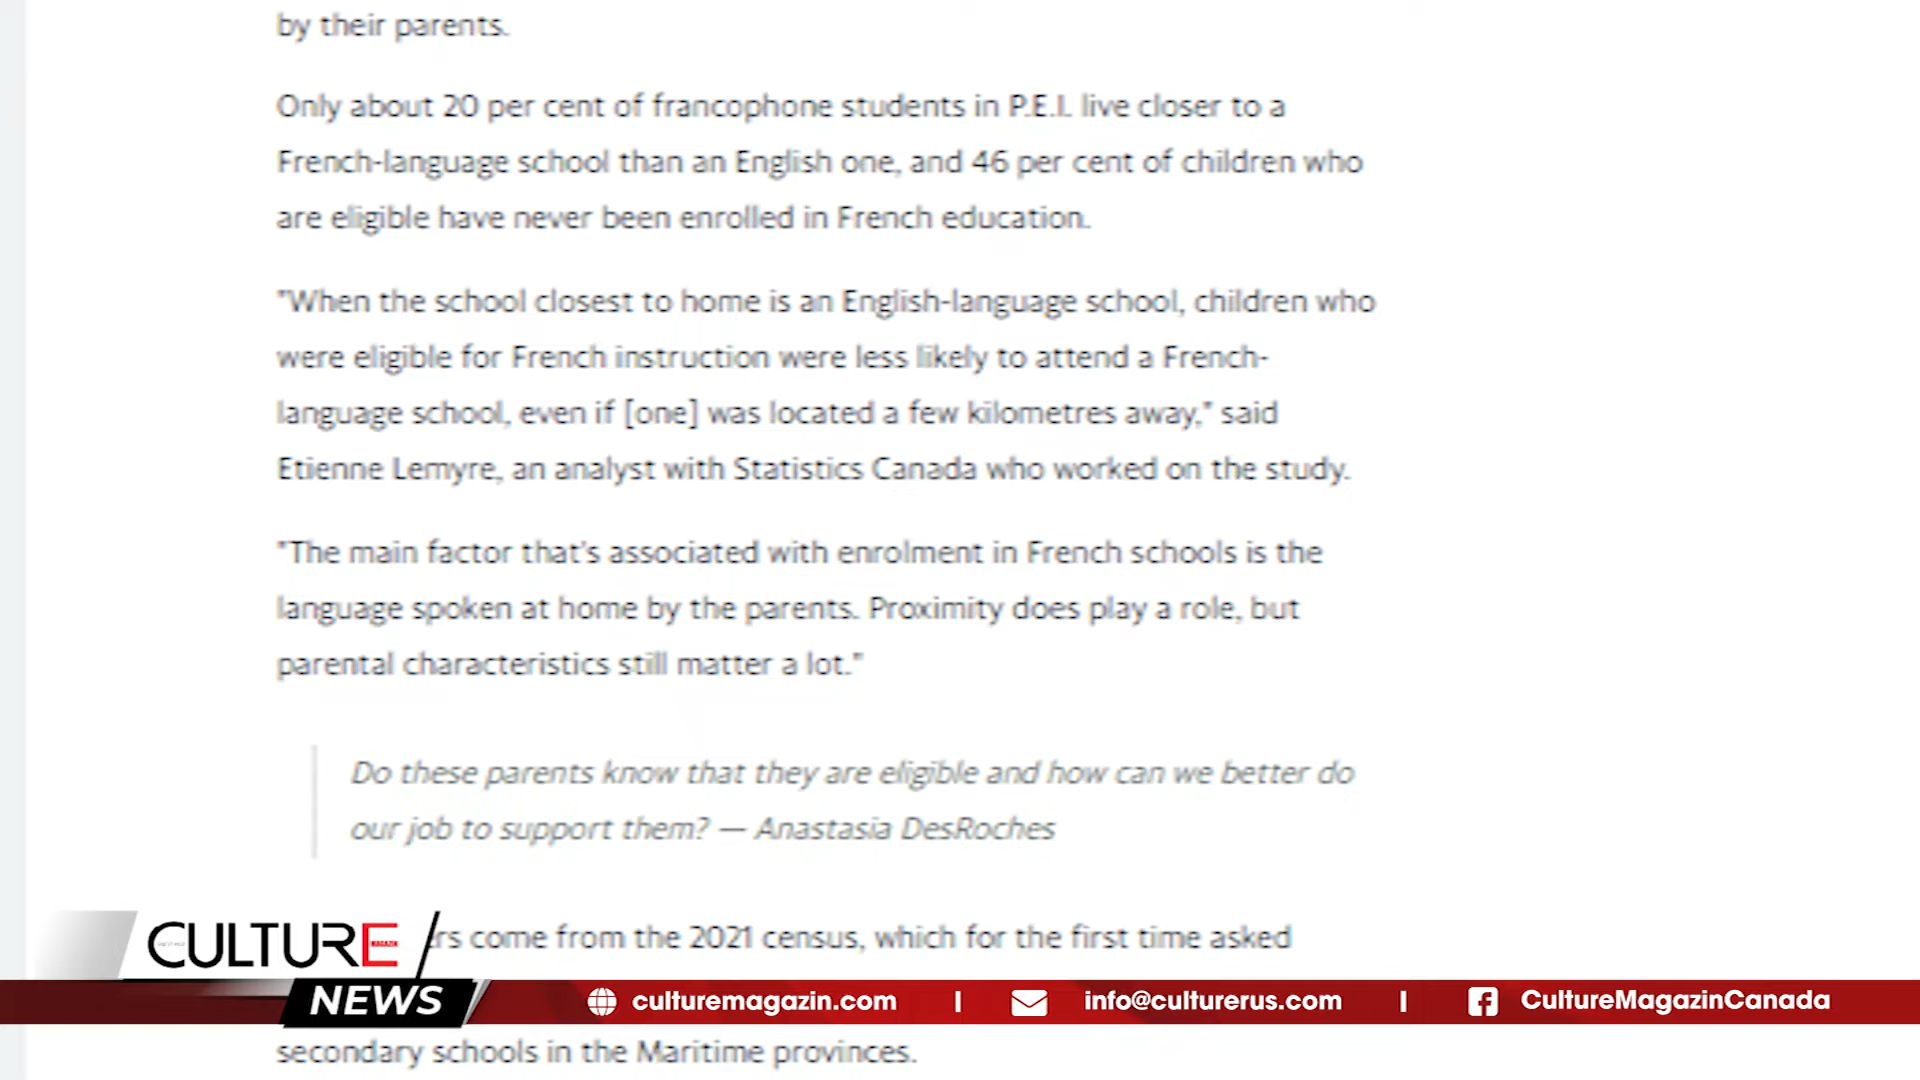 by their parents.
Only about 20 per cent of francophone students in P.E.I. live closer to a
French-language school than an English one, and 46 per cent of children who
are eligible have never been enrolled in French education.
"When the school closest to home is an English-language school, children who
were eligible for French instruction were less likely to attend a French-
language school, even if [one] was located a few kilometres away," said
Etienne Lemyre, an analyst with Statistics Canada who worked on the study.
"The main factor that's associated with enrolment in French schools is the
language spoken at home by the parents. Proximity does play a role, but
parental characteristics still matter a lot."
Do these parents know that they are eligible and how can we better do
our job to support them? — Anastasia DesRoches
CULTURE MAGAZIN
rs come from the 2021 census, which for the first time asked
NEWS
culturemagazin.com | info@culturerus.com | CultureMagazinCanada
secondary schools in the Maritime provinces.